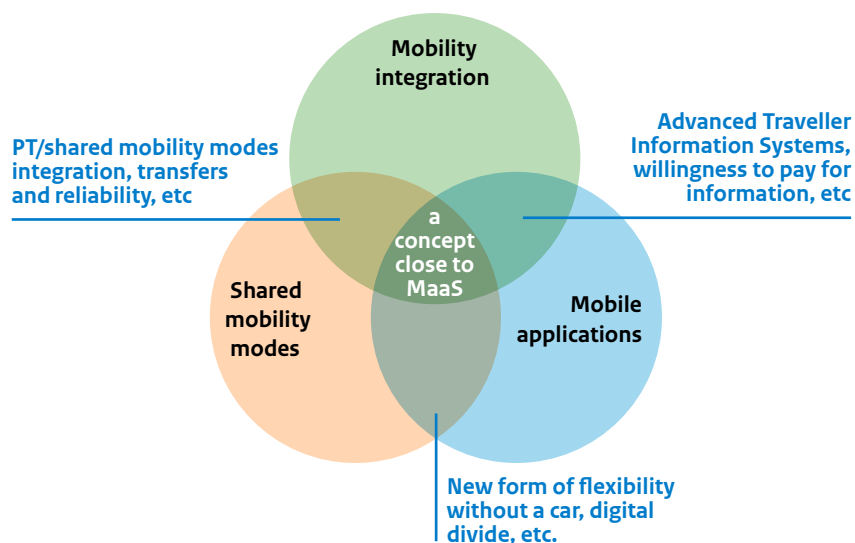 Mobility
integration
PT/shared mobility modes
integration, transfers
and reliability, etc
Advanced Traveller
Information Systems,
willingness to pay for
information, etc
a
concept
close to
MaaS
Shared
mobility
modes
Mobile
applications
New form of flexibility
without a car, digital
divide, etc.